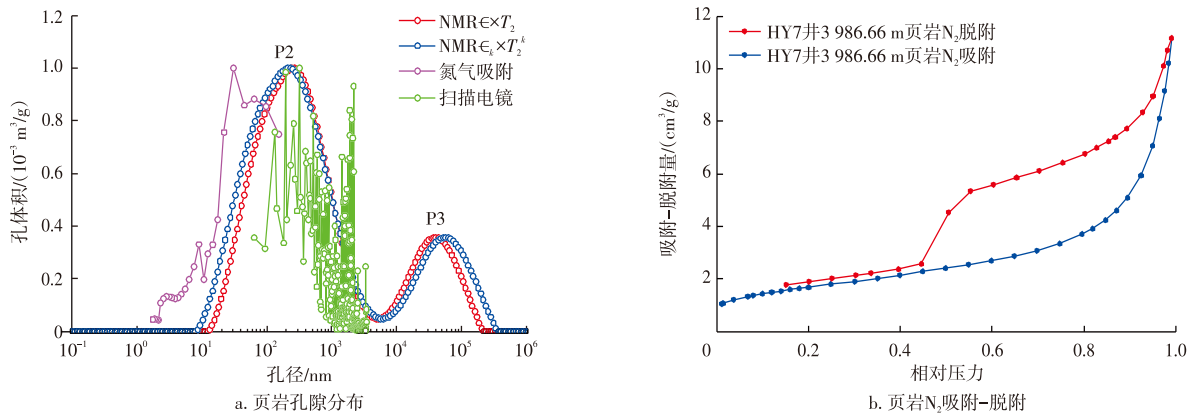 NMR∈×T₂
NMR∈ₖ×T₂ᵏ
氮气吸附
扫描电镜
P2
P3
孔体积/(10⁻³ m³/g)
1.2
1.0
0.8
0.6
0.4
0.2
0
10⁻¹ 10⁰ 10¹ 10² 10³ 10⁴ 10⁵ 10⁶
孔径/nm
a. 页岩孔隙分布
HY7井3 986.66 m页岩N₂脱附
HY7井3 986.66 m页岩N₂吸附
吸附-脱附量/(cm³/g)
12
10
8
6
4
2
0
0 0.2 0.4 0.6 0.8 1.0
相对压力
b. 页岩N₂吸附-脱附